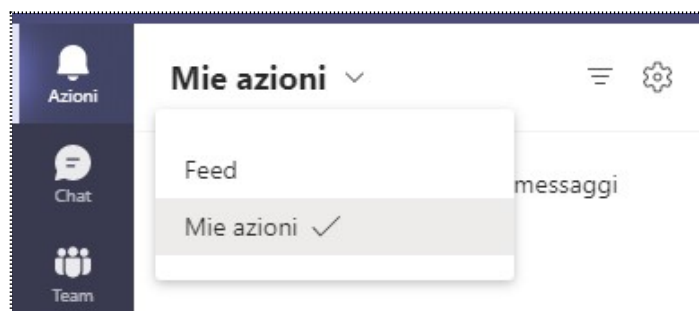 Azioni
Mie azioni
Chat
Feed
messaggi
Mie azioni
Team